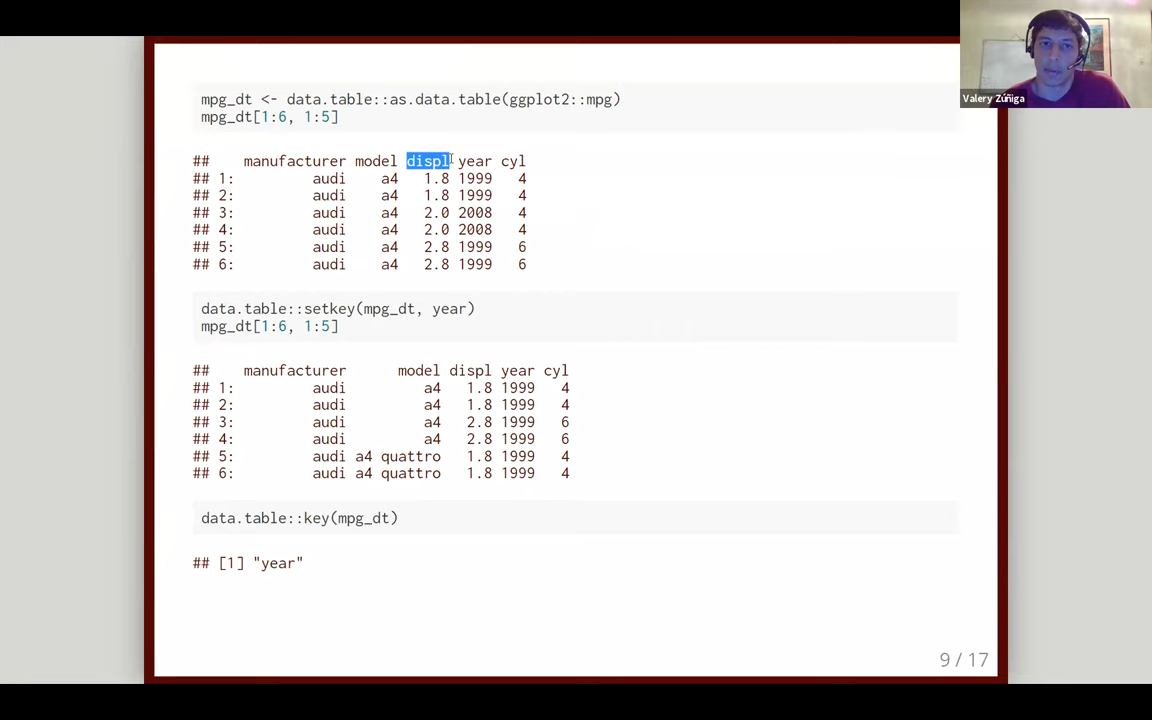 mpg_dt <- data.table::as.data.table(ggplot2::mpg)
mpg_dt[1:6, 1:5]
##    manufacturer model displ year cyl
## 1:         audi    a4   1.8 1999   4
## 2:         audi    a4   1.8 1999   4
## 3:         audi    a4   2.0 2008   4
## 4:         audi    a4   2.0 2008   4
## 5:         audi    a4   2.8 1999   6
## 6:         audi    a4   2.8 1999   6
data.table::setkey(mpg_dt, year)
mpg_dt[1:6, 1:5]
##    manufacturer      model displ year cyl
## 1:         audi         a4   1.8 1999   4
## 2:         audi         a4   1.8 1999   4
## 3:         audi         a4   2.8 1999   6
## 4:         audi         a4   2.8 1999   6
## 5:         audi a4 quattro   1.8 1999   4
## 6:         audi a4 quattro   1.8 1999   4
data.table::key(mpg_dt)
## [1] "year"
9 / 17
Valery Zúñiga